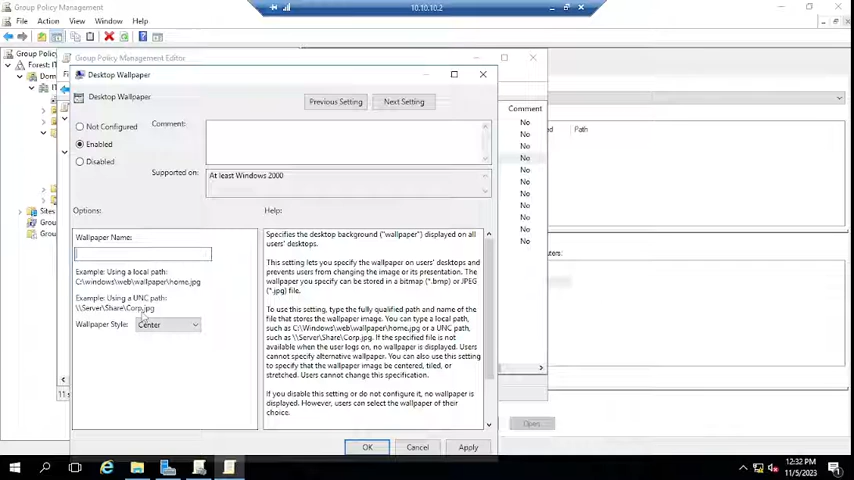 Group Policy Management
10.10.10.2
File Action View Window Help
Group Policy Management Editor
Desktop Wallpaper
Desktop Wallpaper
Previous Setting
Next Setting
Not Configured
Enabled
Disabled
Comment:
Supported on:
At least Windows 2000
Options:
Help:
Wallpaper Name:
Example: Using a local path:
C:\windows\web\wallpaper\home.jpg
Example: Using a UNC path:
\\Server\Share\Corp.jpg
Wallpaper Style:
Center
Specifies the desktop background ("wallpaper") displayed on all
users' desktops.
This setting lets you specify the wallpaper on users' desktops and
prevents users from changing the image or its presentation. The
wallpaper you specify can be stored in a bitmap (*.bmp) or JPEG
(*.jpg) file.
To use this setting, type the fully qualified path and name of the
file that stores the wallpaper image. You can type a local path,
such as C:\Windows\web\wallpaper\home.jpg or a UNC path,
such as \\Server\Share\Corp.jpg. If the specified file is not
available when the user logs on, no wallpaper is displayed. Users
cannot specify alternative wallpaper. You can also use this setting
to specify that the wallpaper image be centered, tiled, or
stretched. Users cannot change this specification.
If you disable this setting or do not configure it, no wallpaper is
displayed. However, users can select the wallpaper of their
choice.
OK
Cancel
Apply
Comment
No
No
No
No
No
No
No
No
No
No
No
Path
Open
Group Polic
Forest: I
Dom
Sites
Grou
Grou
12:32 PM
11/5/2023